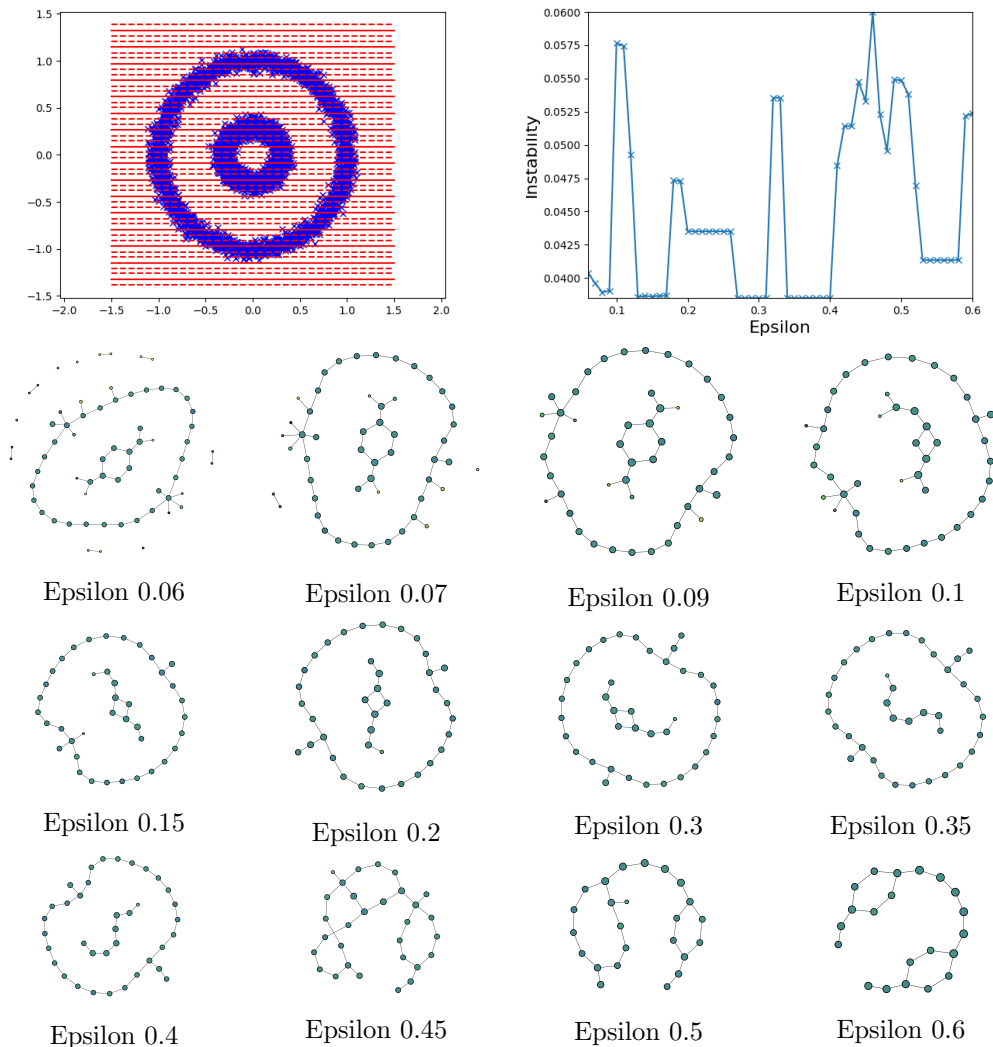 1.5
1.0
0.5
0.0
−0.5
−1.0
−1.5
−2.0 −1.5 −1.0 −0.5 0.0 0.5 1.0 1.5 2.0
0.0600
0.0575
0.0550
0.0525
0.0500
0.0475
0.0450
0.0425
0.0400
Instability
0.1 0.2 0.3 0.4 0.5 0.6
Epsilon
Epsilon 0.06
Epsilon 0.07
Epsilon 0.09
Epsilon 0.1
Epsilon 0.15
Epsilon 0.2
Epsilon 0.3
Epsilon 0.35
Epsilon 0.4
Epsilon 0.45
Epsilon 0.5
Epsilon 0.6